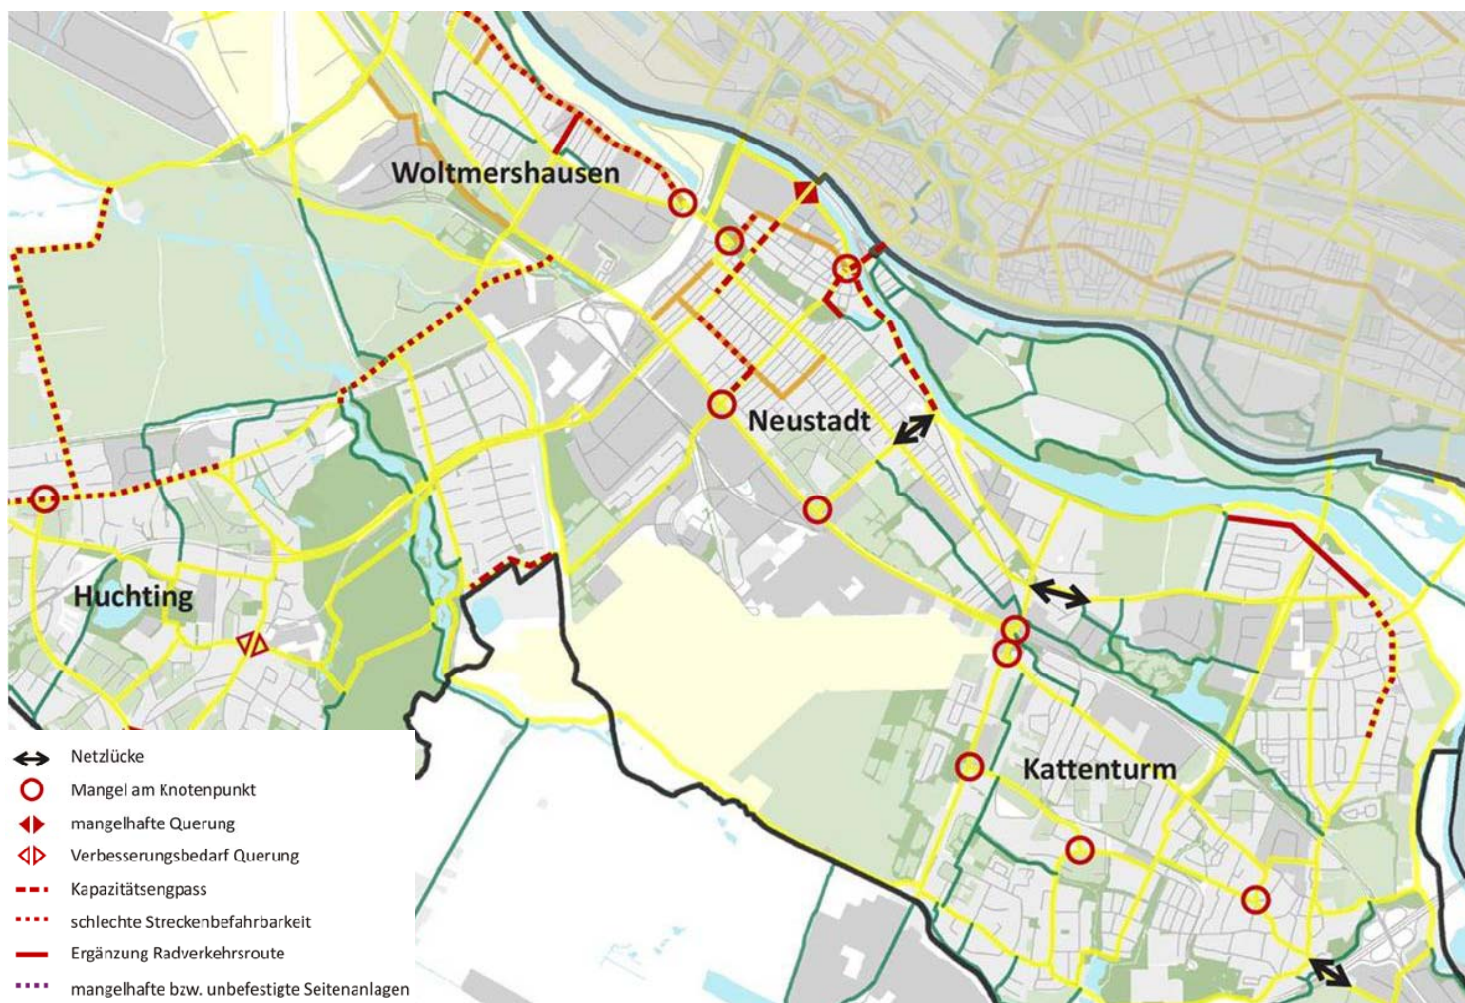 Woltmershausen
Neustadt
Huchting
Kattenturm
Netzlücke
Mangel am Knotenpunkt
mangelhafte Querung
Verbesserungsbedarf Querung
Kapazitätsengpass
schlechte Streckenbefahrbarkeit
Ergänzung Radverkehrsroute
mangelhafte bzw. unbefestigte Seitenanlagen